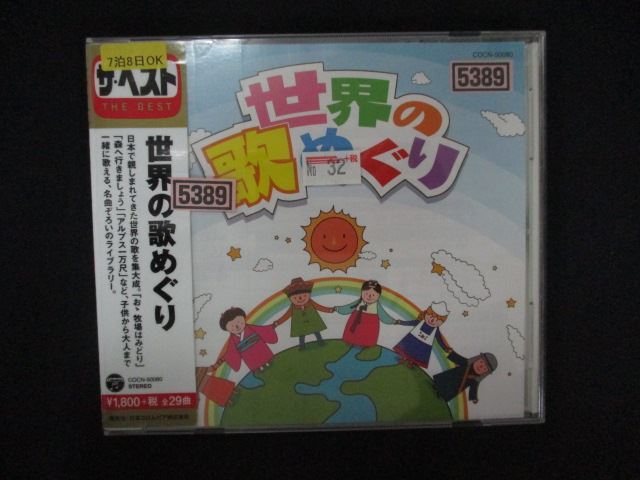 7泊8日OK
ザ・ベスト
THE BEST
世界の歌めぐり
日本で親しまれてきた世界の歌を集大成。「おゝ牧場はみどり」
「森へ行きましょう」「アルプス一万尺」など、子供から大人まで
一緒に歌える、名曲ぞろいのライブラリー。
COCN-50080
STEREO
¥1,800+税 全29曲
5389
COCN-50080
5389
世界の
歌めぐり
No 32
+税